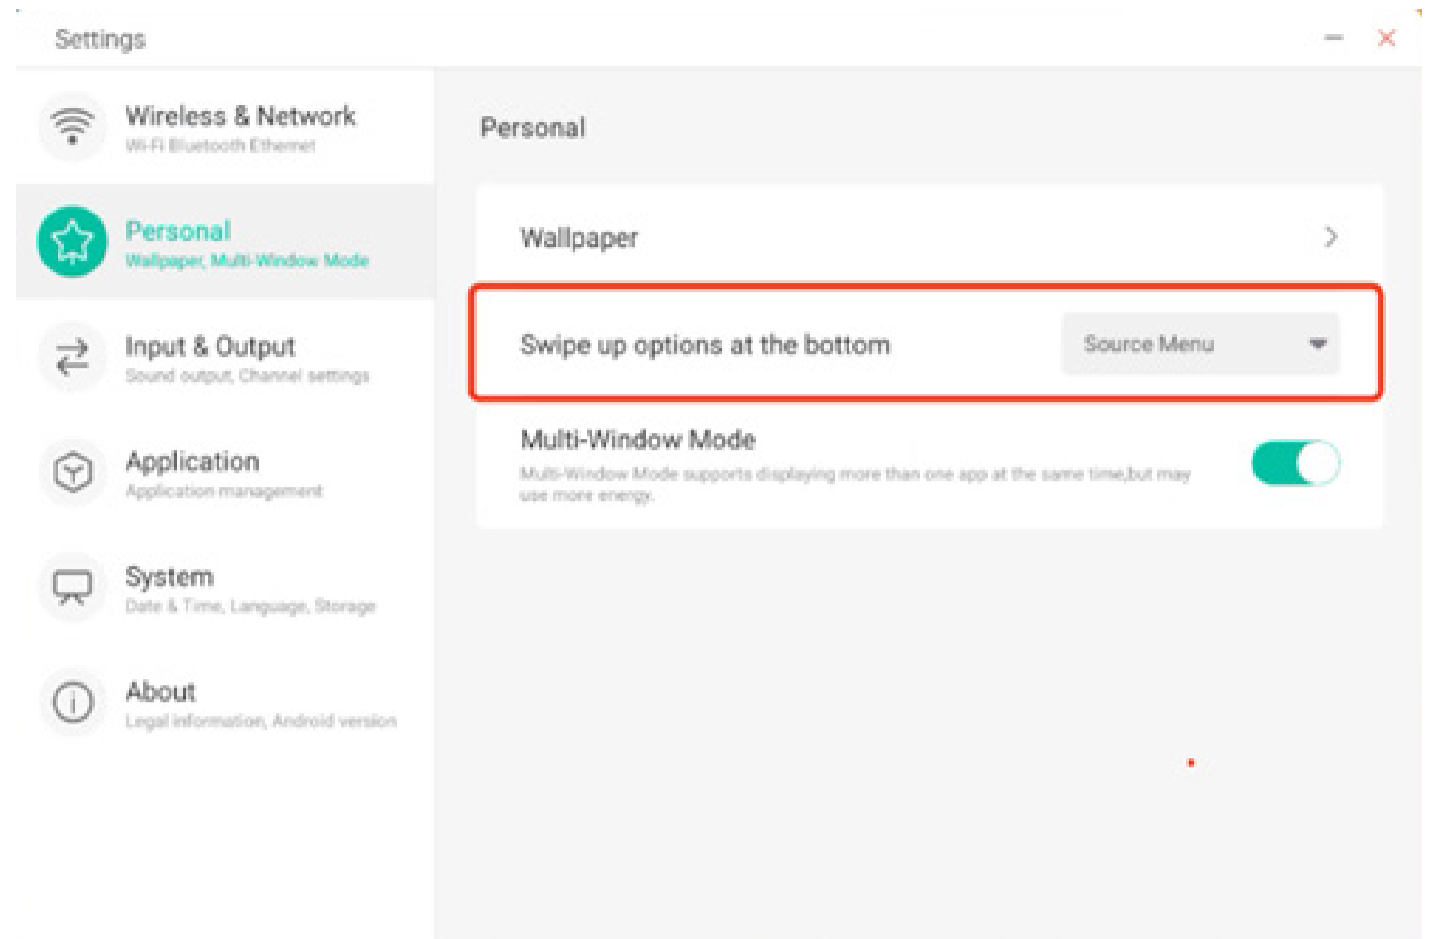 Settings
Wireless & Network
Wi-Fi Bluetooth Ethernet
Personal
Wallpaper, Multi-Window Mode
Input & Output
Sound output, Channel settings
Application
Application management
System
Date & Time, Language, Storage
About
Legal information, Android version
Personal
Wallpaper
Swipe up options at the bottom
Source Menu
Multi-Window Mode
Multi-Window Mode supports displaying more than one app at the same time,but may
use more energy.